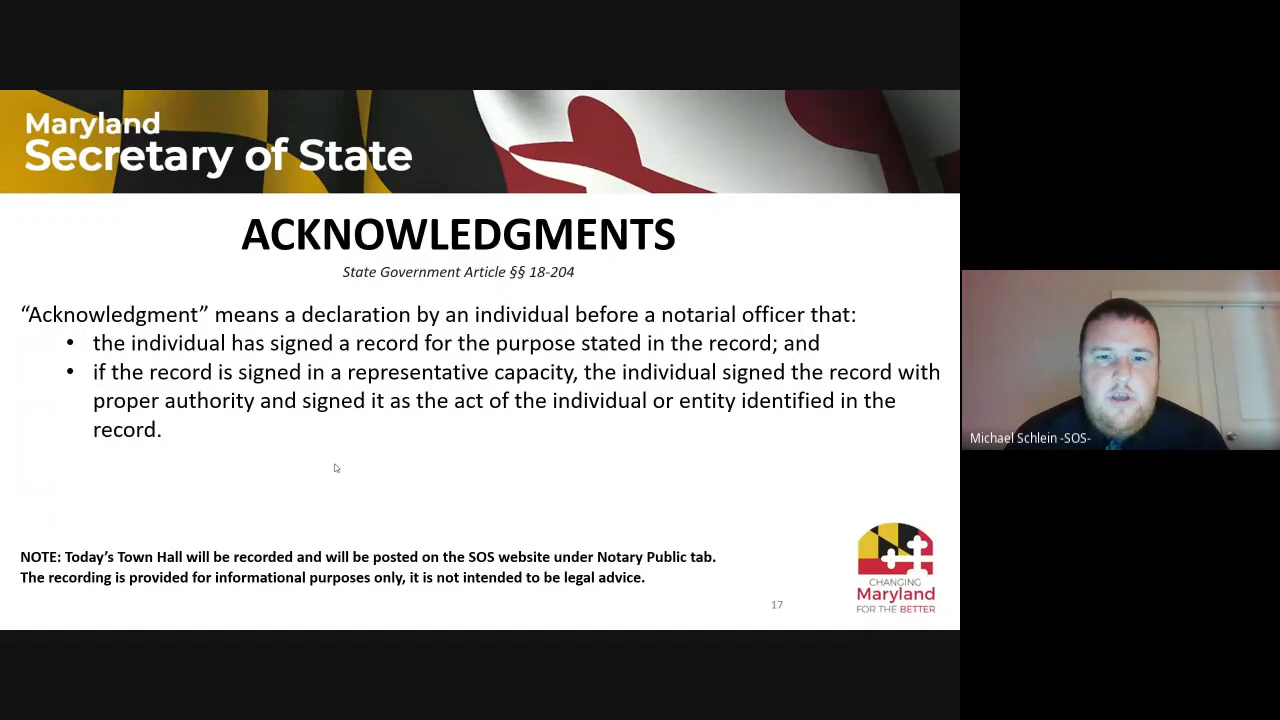 Maryland
Secretary of State
ACKNOWLEDGMENTS
State Government Article §§ 18-204
“Acknowledgment” means a declaration by an individual before a notarial officer that:
• the individual has signed a record for the purpose stated in the record; and
• if the record is signed in a representative capacity, the individual signed the record with
proper authority and signed it as the act of the individual or entity identified in the
record.
NOTE: Today’s Town Hall will be recorded and will be posted on the SOS website under Notary Public tab.
The recording is provided for informational purposes only, it is not intended to be legal advice.
CHANGING
Maryland
FOR THE BETTER
17
Michael Schlein -SOS-